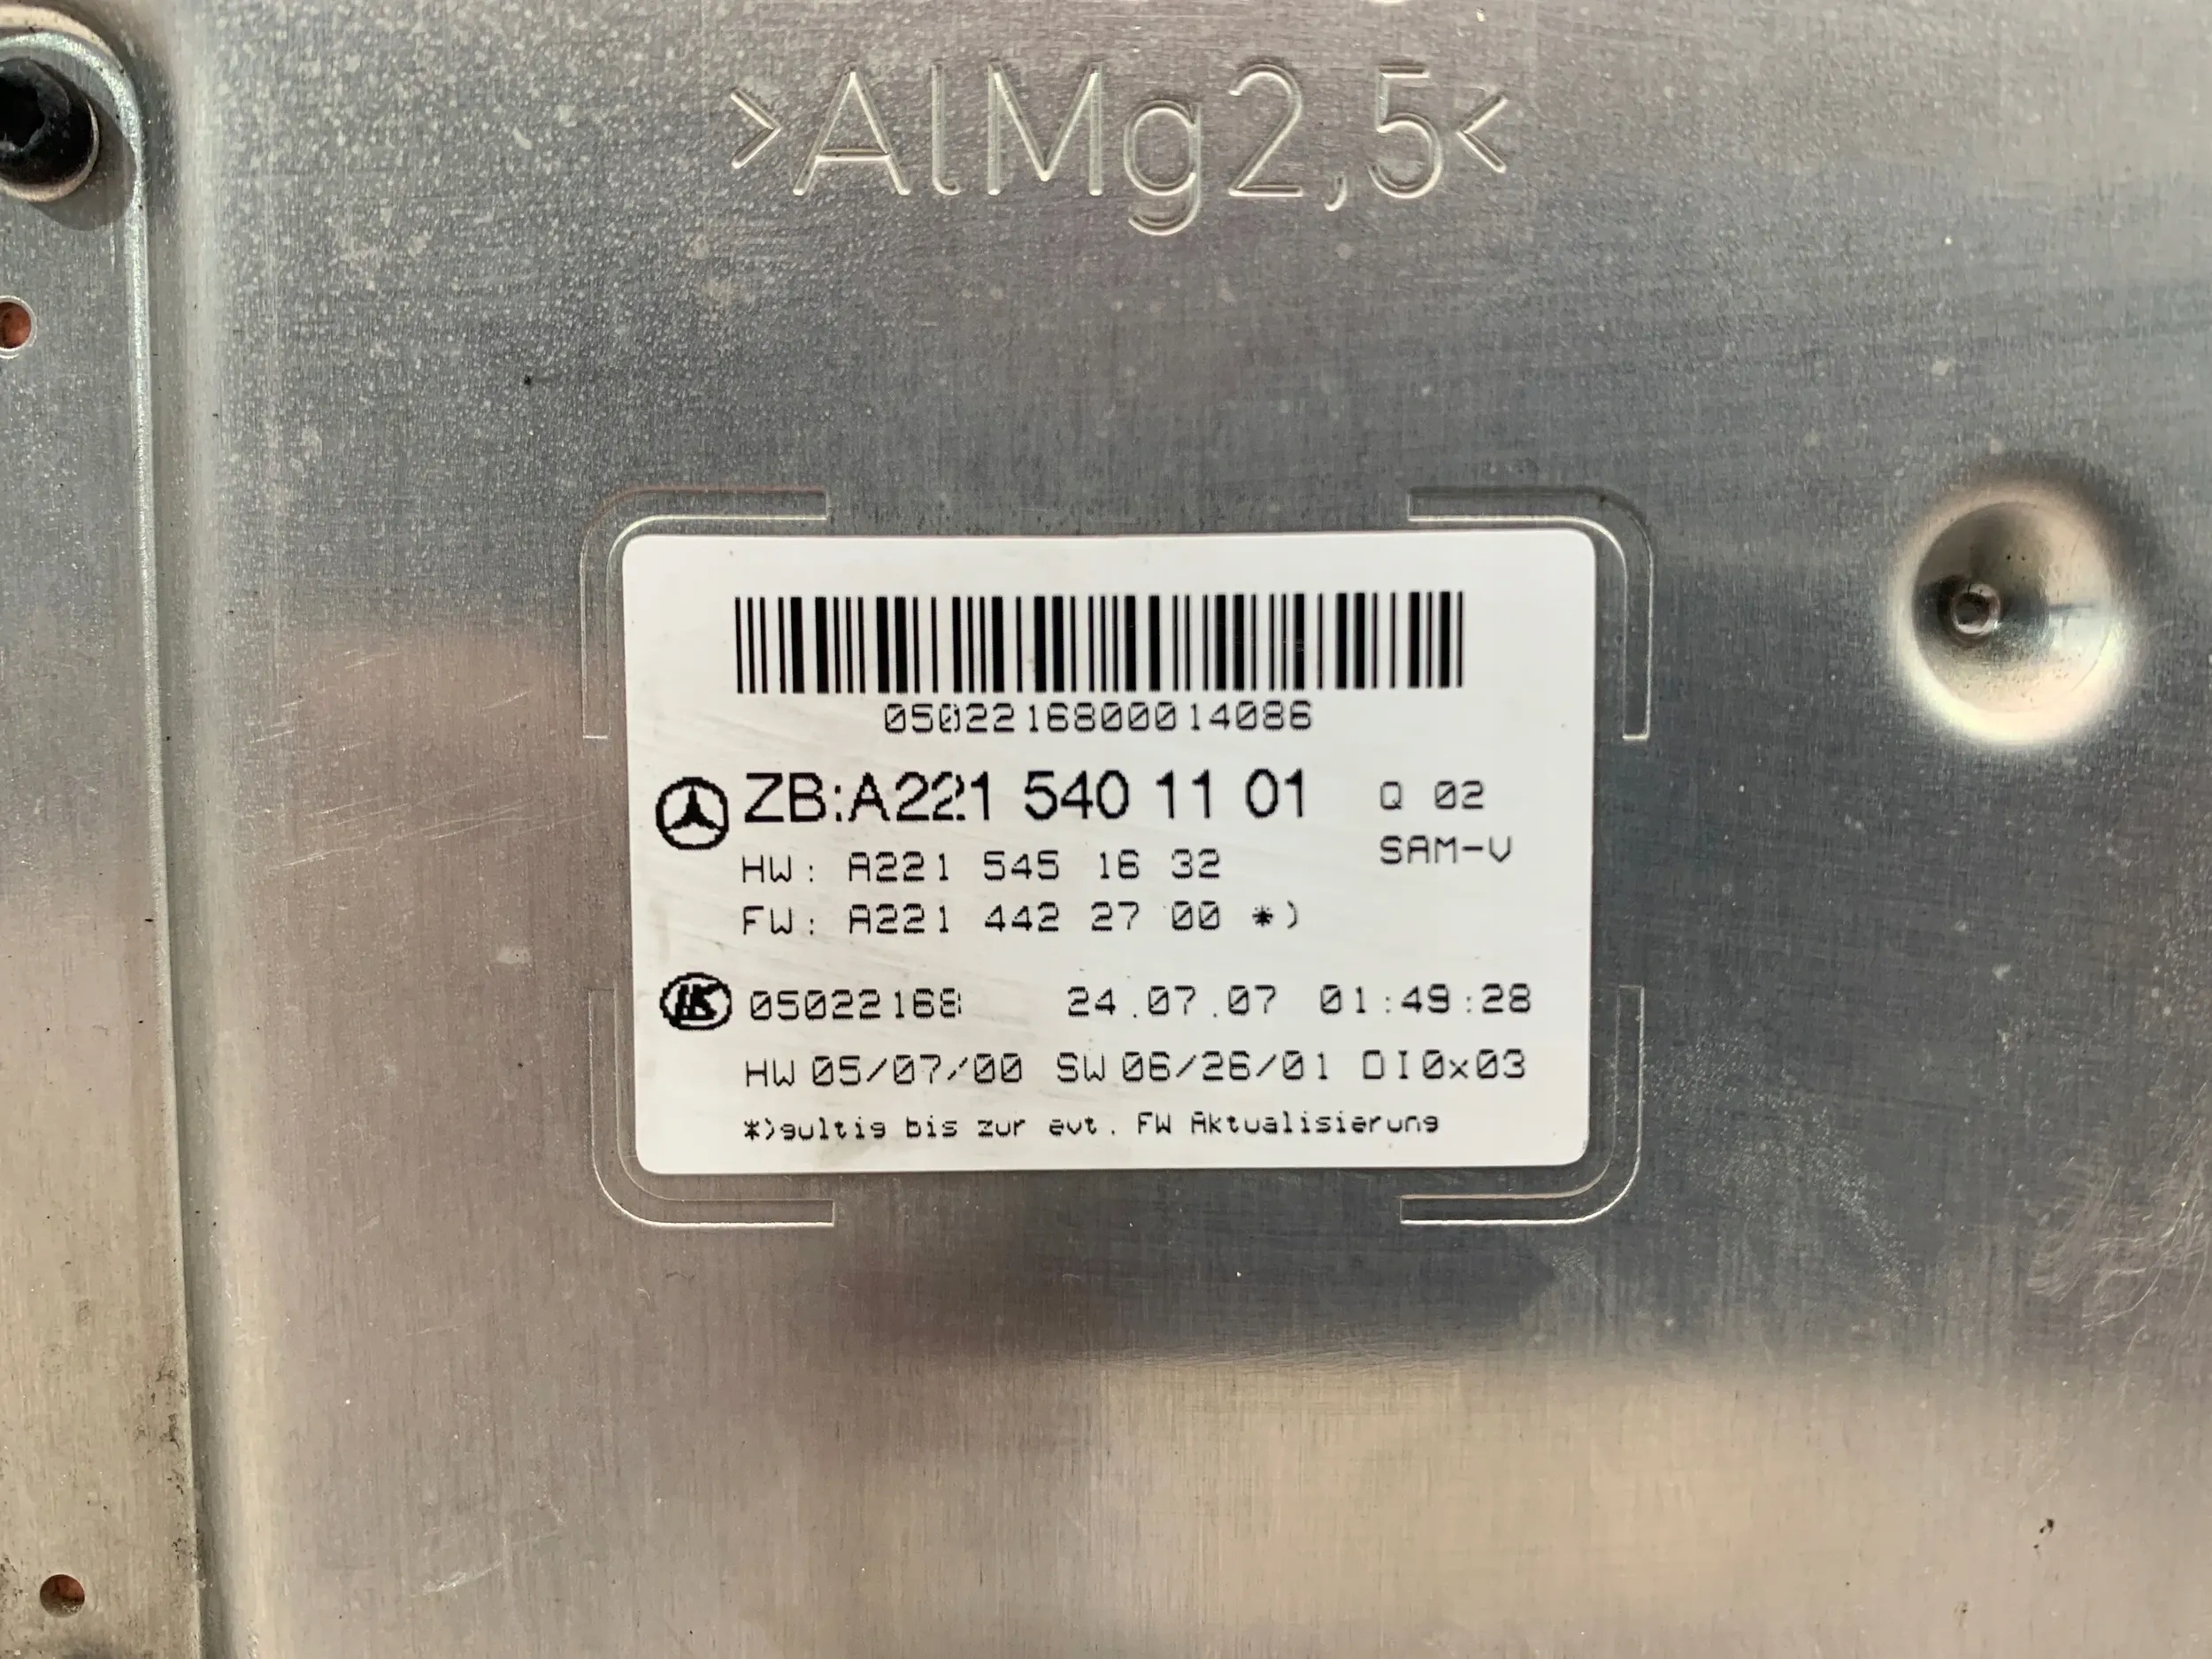 >AlMg2,5<
0502216800014086
ZB:A221 540 11 01 Q 02
SAM-V
HW: A221 545 16 32
FW: A221 442 27 00 *)
LK 05022168 24.07.07 01:49:28
HW 05/07/00 SW 06/26/01 DI0x03
*)gultig bis zur evt. FW Aktualisierung